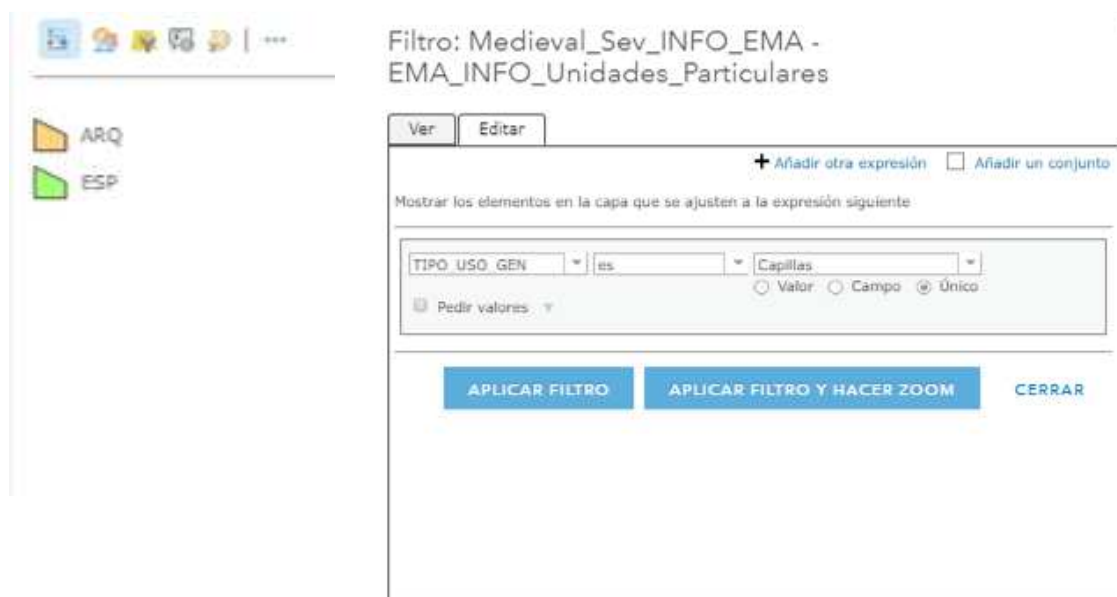 ARQ
ESP
Filtro: Medieval_Sev_INFO_EMA -
EMA_INFO_Unidades_Particulares
Ver Editar
+ Añadir otra expresión Añadir un conjunto
Mostrar los elementos en la capa que se ajusten a la expresión siguiente
TIPO_USO_GEN es Capillas
Valor Campo Único
Pedir valores
APLICAR FILTRO APLICAR FILTRO Y HACER ZOOM CERRAR